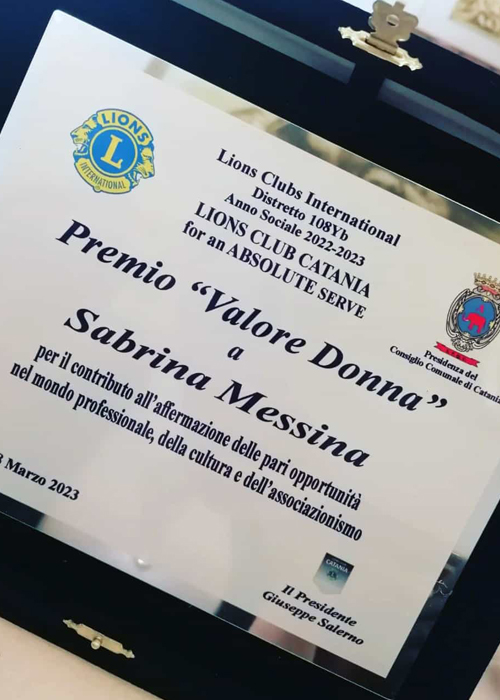 LIONS
L
INTERNATIONAL
Lions Clubs International
Distretto 108Yb
Anno Sociale 2022-2023
LIONS CLUB CATANIA
for an ABSOLUTE SERVE
Premio “Valore Donna”
a
Sabrina Messina
per il contributo all'affermazione delle pari opportunità
nel mondo professionale, della cultura e dell'associazionismo
Presidenza del
Consiglio Comunale di Catania
Marzo 2023
CATANIA
Il Presidente
Giuseppe Salerno